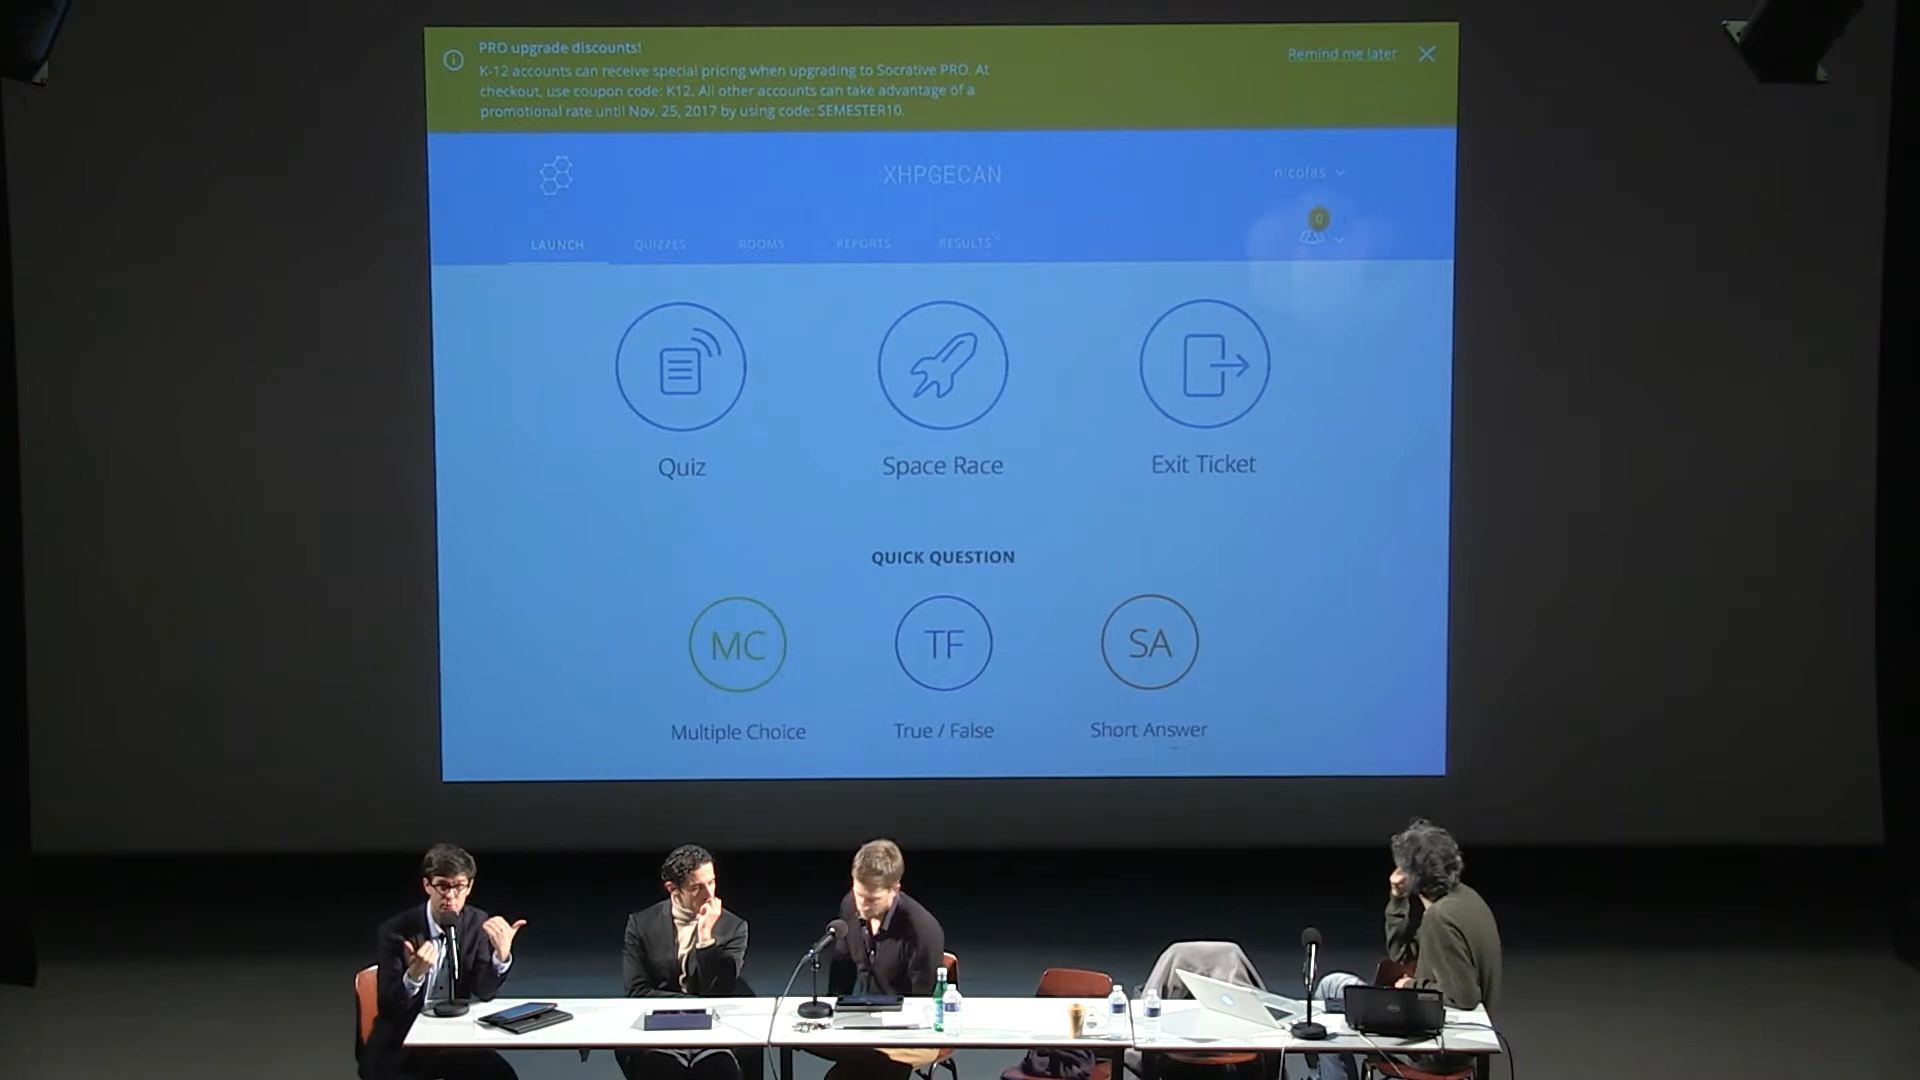 PRO upgrade discounts!
K-12 accounts can receive special pricing when upgrading to Socrative PRO. At
checkout, use coupon code: K12. All other accounts can take advantage of a
promotional rate until Nov. 25, 2017 by using code: SEMESTER10.
Remind me later
XHPGECAN
nicolas
0
LAUNCH
QUIZZES
ROOMS
REPORTS
RESULTS
Quiz
Space Race
Exit Ticket
QUICK QUESTION
MC
TF
SA
Multiple Choice
True / False
Short Answer